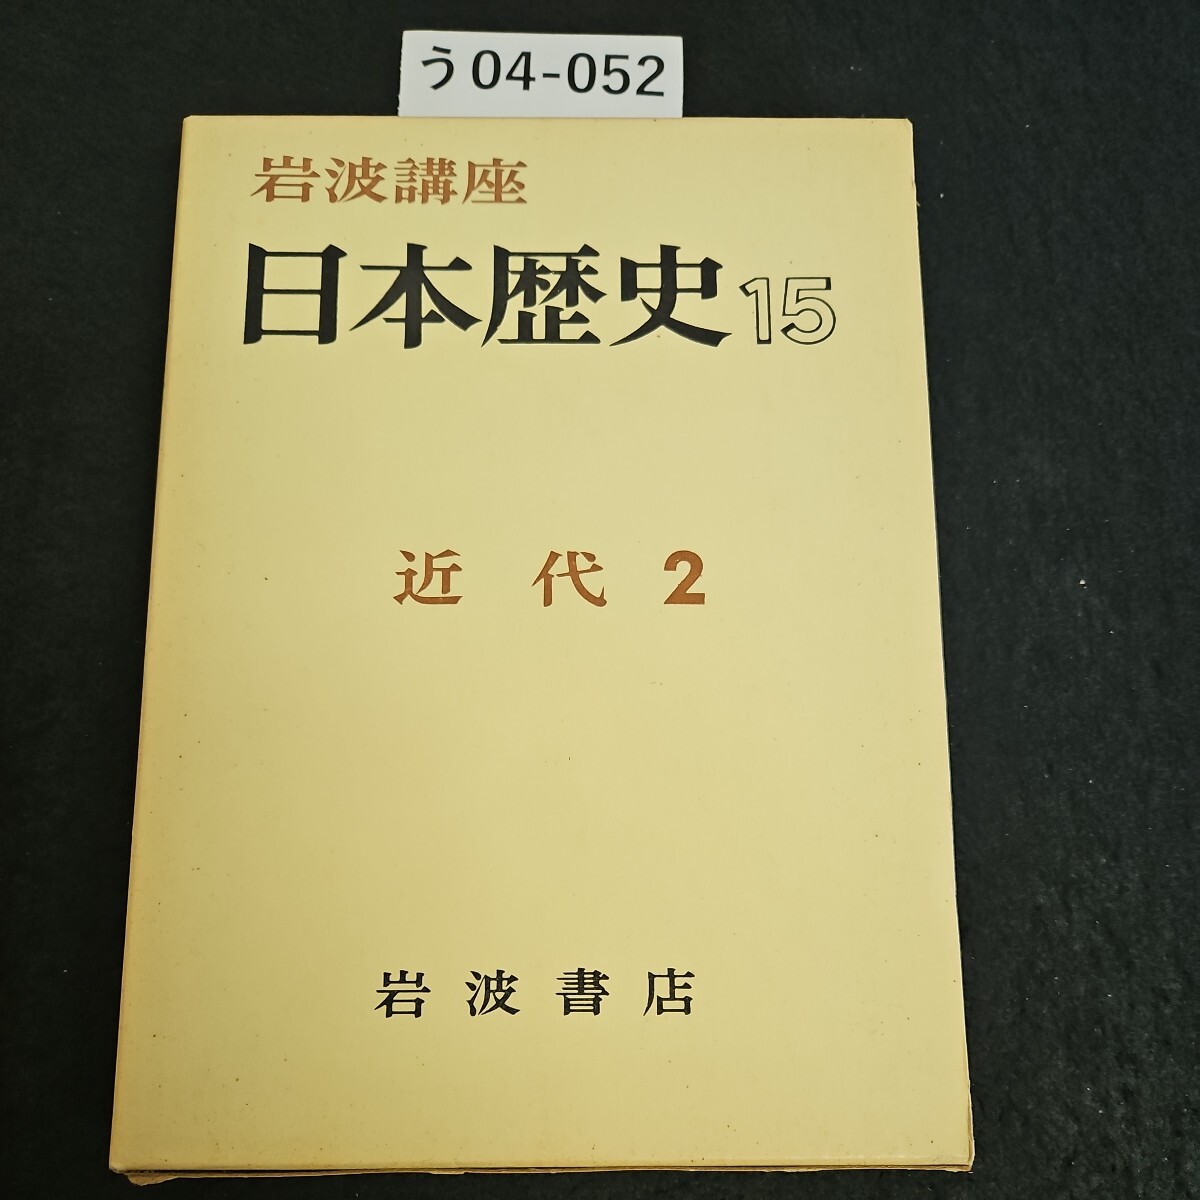 う04-052
岩波講座
日本歴史15
近代2
岩波書店